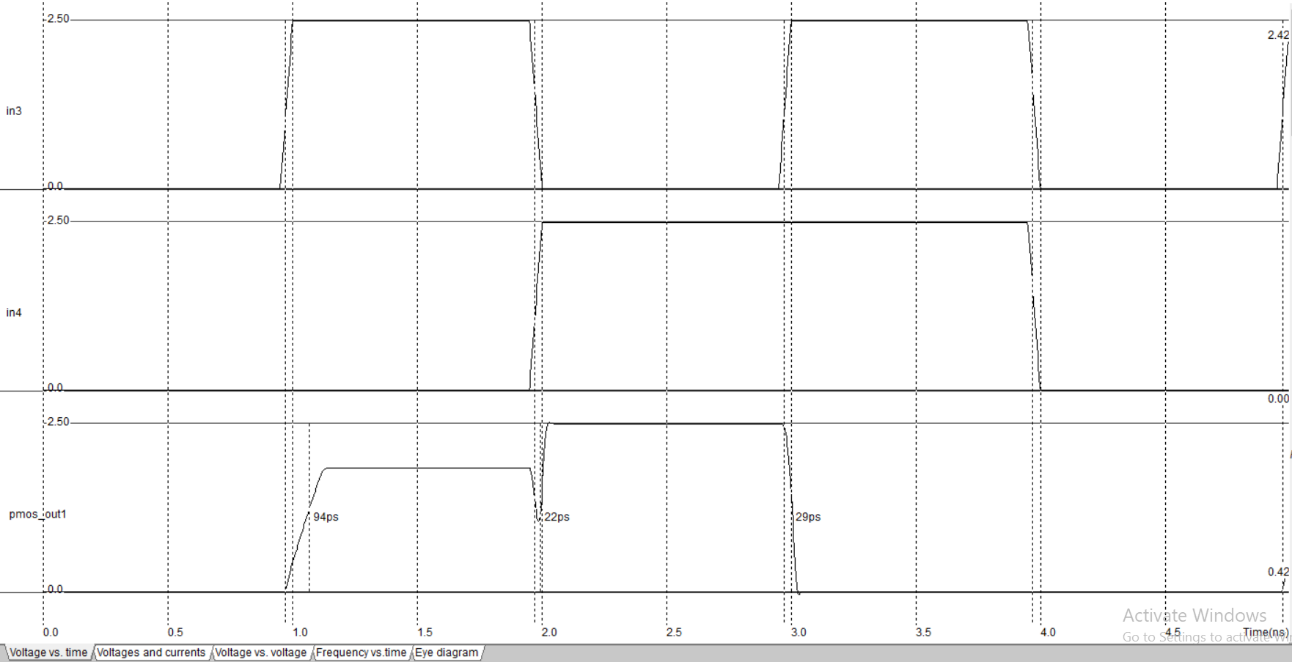 2.50
2.42
in3
0.0
2.50
in4
0.0
0.00
2.50
pmos_out1
94ps
22ps
29ps
0.42
0.0
Activate Windows
0.0 0.5 1.0 1.5 2.0 2.5 3.0 3.5 4.0 4.5 Time(ns)
Go to Settings to activate Win
Voltage vs. time Voltages and currents Voltage vs. voltage Frequency vs.time Eye diagram